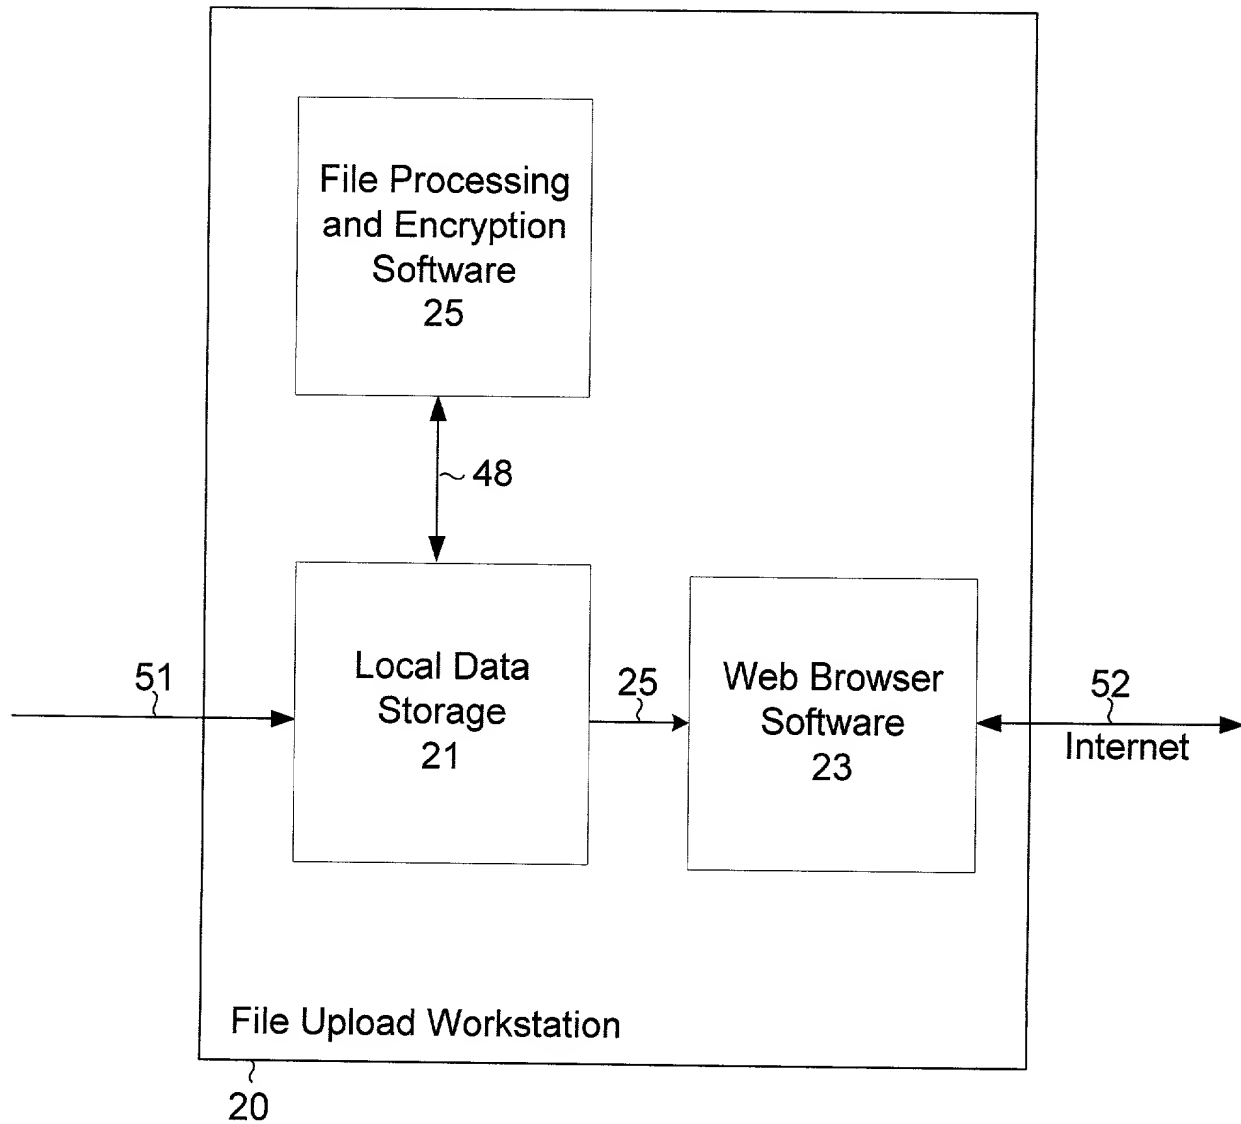 File Processing
and Encryption
Software
25
48
51
Local Data
Storage
21
25
Web Browser
Software
23
52
Internet
File Upload Workstation
20